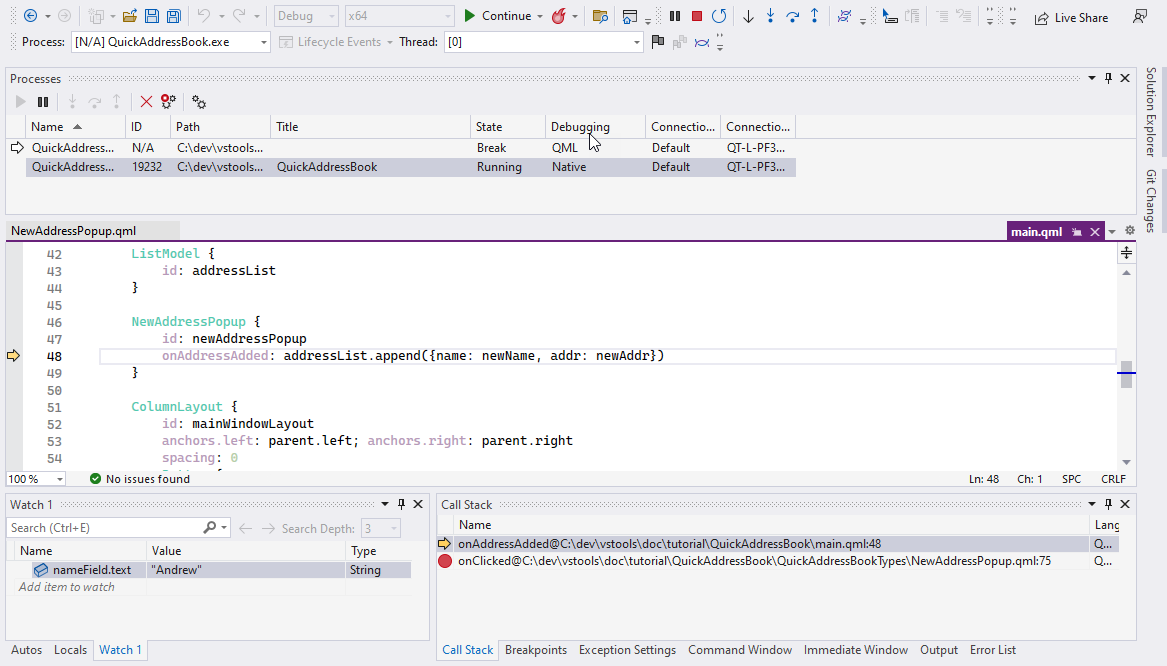 Debug x64 Continue Live Share
Process: [N/A] QuickAddressBook.exe Lifecycle Events Thread: [0]
Processes
Name ID Path Title State Debugging Connectio... Connectio...
QuickAddress... N/A C:\dev\vstools... Break QML Default QT-L-PF3...
QuickAddress... 19232 C:\dev\vstools... QuickAddressBook Running Native Default QT-L-PF3...
Solution Explorer
Git Changes
NewAddressPopup.qml main.qml
42 ListModel {
43 id: addressList
44 }
45
46 NewAddressPopup {
47 id: newAddressPopup
48 onAddressAdded: addressList.append({name: newName, addr: newAddr})
49 }
50
51 ColumnLayout {
52 id: mainWindowLayout
53 anchors.left: parent.left; anchors.right: parent.right
54 spacing: 0
100 % No issues found Ln: 48 Ch: 1 SPC CRLF
Watch 1
Search (Ctrl+E) Search Depth: 3
Name Value Type
nameField.text "Andrew" String
Add item to watch
Autos Locals Watch 1
Call Stack
Name Lang
onAddressAdded@C:\dev\vstools\doc\tutorial\QuickAddressBook\main.qml:48 Q...
onClicked@C:\dev\vstools\doc\tutorial\QuickAddressBook\QuickAddressBookTypes\NewAddressPopup.qml:75 Q...
Call Stack Breakpoints Exception Settings Command Window Immediate Window Output Error List